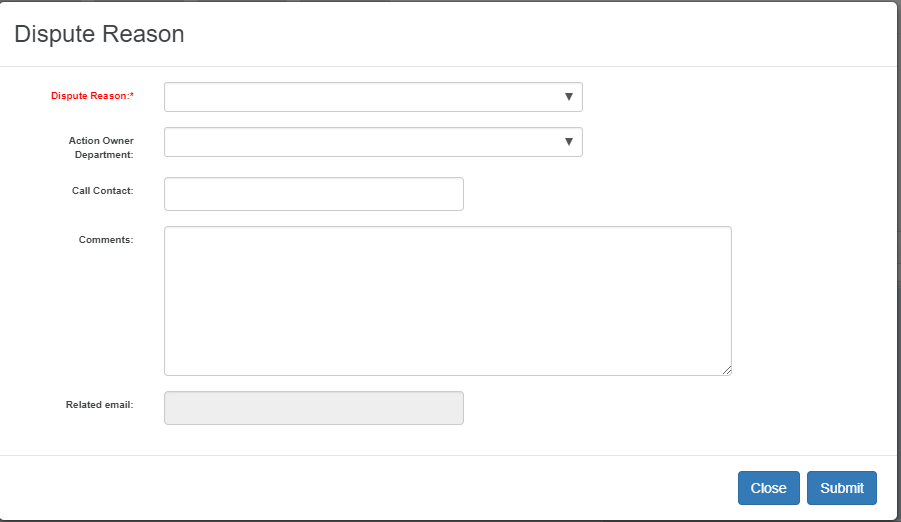 Dispute Reason
Dispute Reason:*
Action Owner
Department:
Call Contact:
Comments:
Related email:
Close Submit